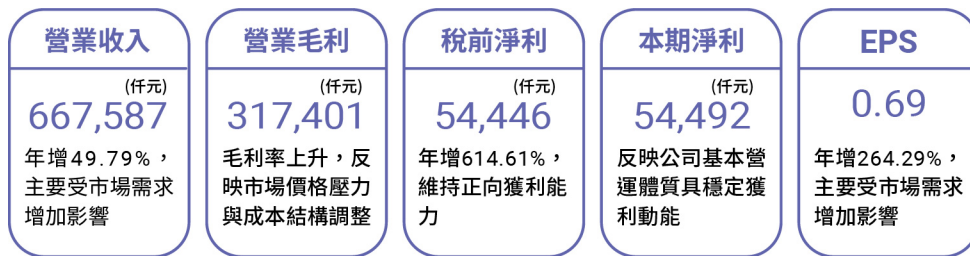 營業收入
(仟元)
667,587
年增49.79%，
主要受市場需求
增加影響
營業毛利
(仟元)
317,401
毛利率上升，反
映市場價格壓力
與成本結構調整
稅前淨利
(仟元)
54,446
年增614.61%，
維持正向獲利能
力
本期淨利
(仟元)
54,492
反映公司基本營
運體質具穩定獲
利動能
EPS
0.69
年增264.29%，
主要受市場需求
增加影響